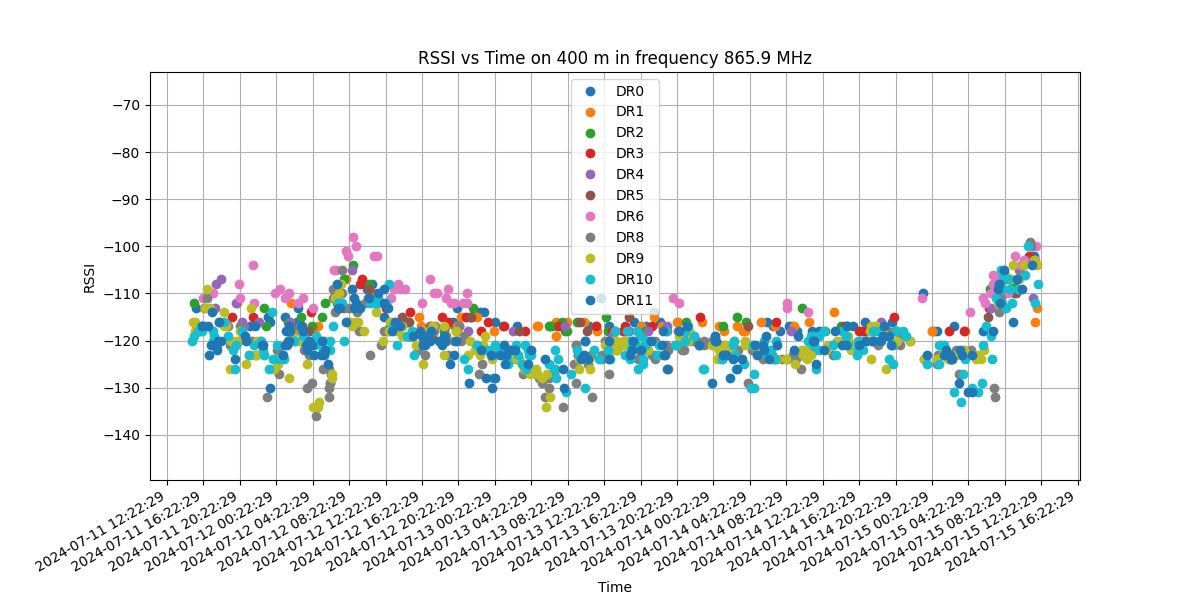 RSSI vs Time on 400 m in frequency 865.9 MHz
DR0
DR1
DR2
DR3
DR4
DR5
DR6
DR8
DR9
DR10
DR11
RSSI
−70
−80
−90
−100
−110
−120
−130
−140
2024-07-11 12:22:29
2024-07-11 16:22:29
2024-07-11 20:22:29
2024-07-12 00:22:29
2024-07-12 04:22:29
2024-07-12 08:22:29
2024-07-12 12:22:29
2024-07-12 16:22:29
2024-07-12 20:22:29
2024-07-13 00:22:29
2024-07-13 04:22:29
2024-07-13 08:22:29
2024-07-13 12:22:29
2024-07-13 16:22:29
2024-07-13 20:22:29
2024-07-14 00:22:29
2024-07-14 04:22:29
2024-07-14 08:22:29
2024-07-14 12:22:29
2024-07-14 16:22:29
2024-07-14 20:22:29
2024-07-15 00:22:29
2024-07-15 04:22:29
2024-07-15 08:22:29
2024-07-15 12:22:29
2024-07-15 16:22:29
Time